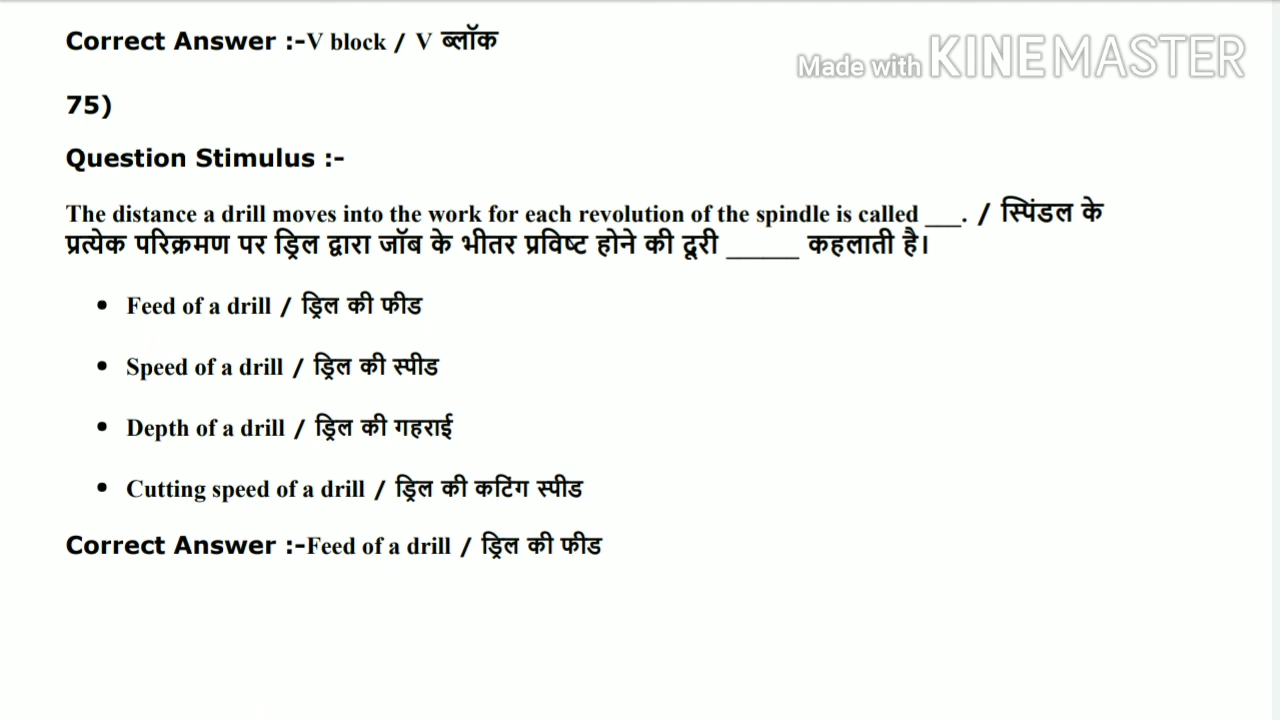 Correct Answer :-V block / V ब्लॉक
Made with KINEMASTER
75)
Question Stimulus :-
The distance a drill moves into the work for each revolution of the spindle is called ___. / स्पिंडल के
प्रत्येक परिक्रमण पर ड्रिल द्वारा जॉब के भीतर प्रविष्ट होने की दूरी ______ कहलाती है।
• Feed of a drill / ड्रिल की फीड
• Speed of a drill / ड्रिल की स्पीड
• Depth of a drill / ड्रिल की गहराई
• Cutting speed of a drill / ड्रिल की कटिंग स्पीड
Correct Answer :-Feed of a drill / ड्रिल की फीड